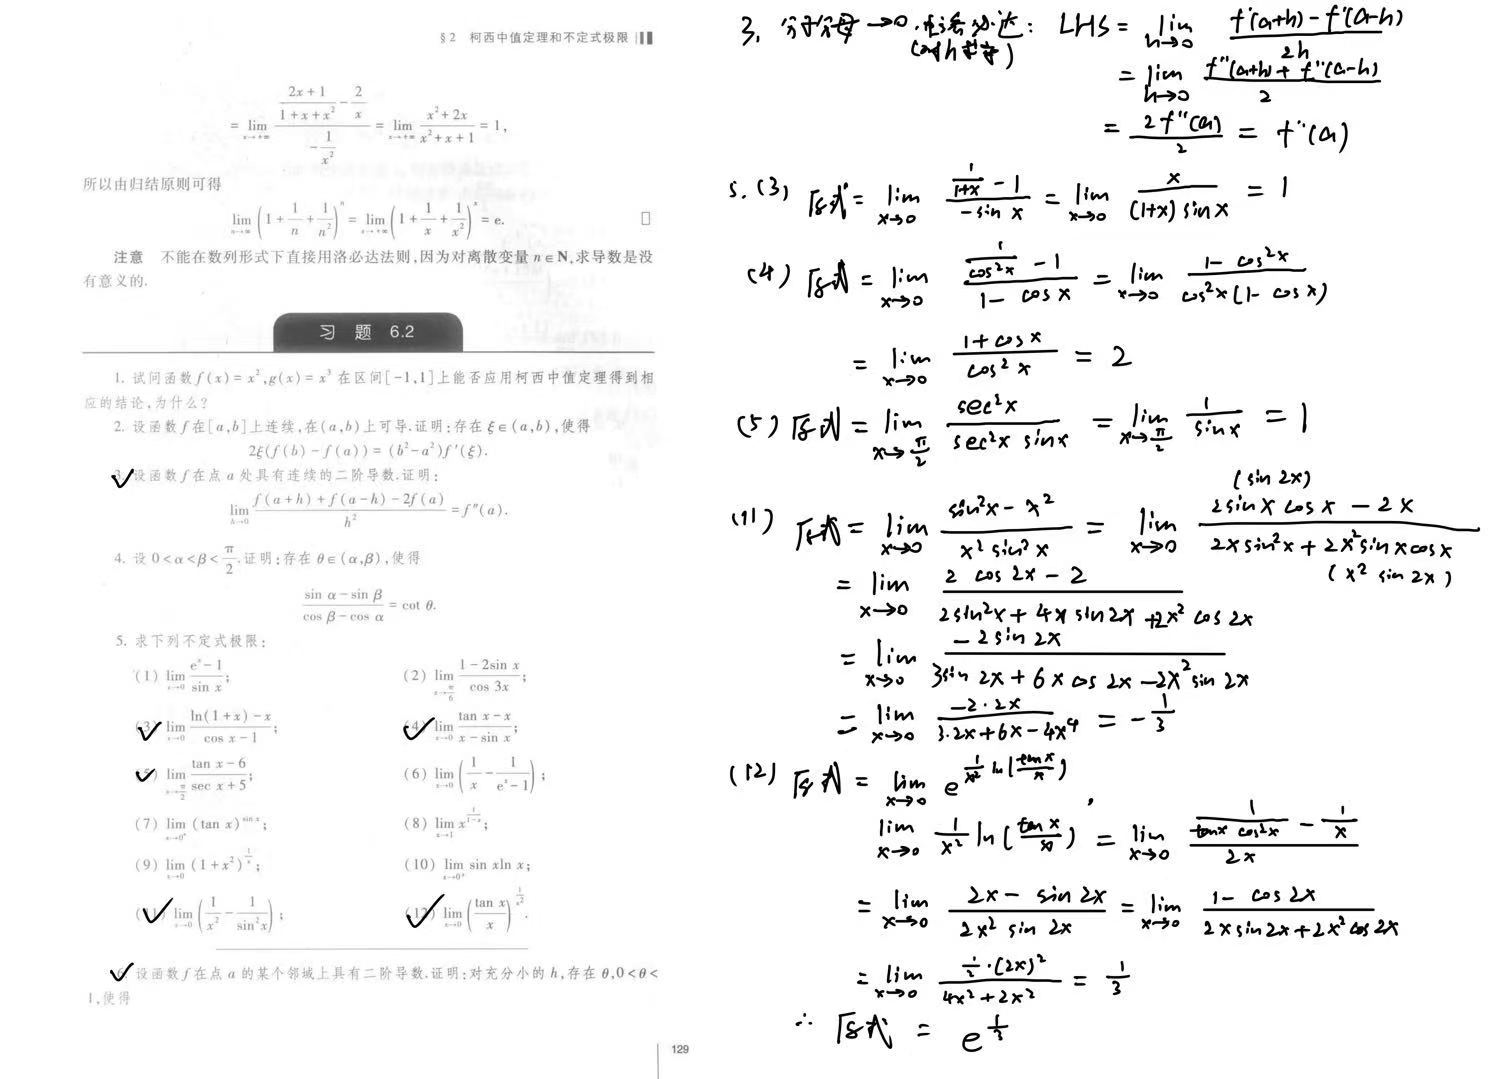 §2 柯西中值定理和不定式极限
= lim_{x→+∞} ((2x+1)/(1+x+x²) - 2/x)/(-1/x²) = lim_{x→+∞} (x²+2x)/(x²+x+1) = 1,
所以由归结原则可得
lim_{n→∞} (1 + 1/n + 1/n²)^n = lim_{x→+∞} (1 + 1/x + 1/x²)^x = e. □
注意 不能在数列形式下直接用洛必达法则,因为对离散变量 n∈N,求导数是没
有意义的.
习 题 6.2
1. 试问函数 f(x) = x², g(x) = x³ 在区间[-1,1]上能否应用柯西中值定理得到相
应的结论,为什么?
2. 设函数 f 在[a,b]上连续,在(a,b)上可导.证明:存在 ξ∈(a,b),使得
2ξ(f(b) - f(a)) = (b² - a²)f′(ξ).
3. 设函数 f 在点 a 处具有连续的二阶导数.证明:
lim_{h→0} (f(a+h) + f(a-h) - 2f(a))/h² = f″(a).
4. 设 0<α<β<π/2.证明:存在 θ∈(α,β),使得
(sin α - sin β)/(cos β - cos α) = cot θ.
5. 求下列不定式极限:
(1) lim_{x→0} (e^x - 1)/sin x; (2) lim_{x→π/6} (1 - 2sin x)/cos 3x;
(3) lim_{x→0} (ln(1+x) - x)/(cos x - 1); (4) lim_{x→0} (tan x - x)/(x - sin x);
(5) lim_{x→π/2} (tan x - 6)/(sec x + 5); (6) lim_{x→0} (1/x - 1/(e^x - 1));
(7) lim_{x→0⁺} (tan x)^{sin x}; (8) lim_{x→1} x^{1/(1-x)};
(9) lim_{x→0} (1+x²)^{1/x}; (10) lim_{x→0⁺} sin x ln x;
(11) lim_{x→0} (1/x² - 1/sin²x); (12) lim_{x→0} (tan x/x)^{1/x²}.
6. 设函数 f 在点 a 的某个邻域上具有二阶导数.证明:对充分小的 h,存在 θ,0<θ<
1,使得
129
3. 分子分母→0. 由洛必达: LHS = lim_{h→0} (f′(a+h) - f′(a-h))/2h
(对h求导)
= lim_{h→0} (f″(a+h) + f″(a-h))/2
= 2f″(a)/2 = f″(a)
5. (3) 原式 = lim_{x→0} (1/(1+x) - 1)/(-sin x) = lim_{x→0} x/((1+x) sin x) = 1
(4) 原式 = lim_{x→0} (1/cos²x - 1)/(1 - cos x) = lim_{x→0} (1 - cos²x)/(cos²x(1 - cos x))
= lim_{x→0} (1 + cos x)/cos²x = 2
(5) 原式 = lim_{x→π/2} sec²x/(sec²x sin x) = lim_{x→π/2} 1/sin x = 1
(sin 2x)
(11) 原式 = lim_{x→0} (sin²x - x²)/(x² sin²x) = lim_{x→0} (2 sin x cos x - 2x)/(2x sin²x + 2x² sin x cos x)
(x² sin 2x)
= lim_{x→0} (2 cos 2x - 2)/(2 sin²x + 4x sin 2x + 2x² cos 2x)
= lim_{x→0} (-2 sin 2x)/(3 sin 2x + 6x cos 2x - 2x² sin 2x)
= lim_{x→0} (-2·2x)/(3·2x + 6x - 4x⁴) = -1/3
(12) 原式 = lim_{x→0} e^{1/x² ln(tan x/x)}
lim_{x→0} 1/x² ln(tan x/x) = lim_{x→0} (1/(tan x cos²x) - 1/x)/2x
= lim_{x→0} (2x - sin 2x)/(2x² sin 2x) = lim_{x→0} (1 - cos 2x)/(2x sin 2x + 2x² cos 2x)
= lim_{x→0} (1/2·(2x)²)/(4x² + 2x²) = 1/3
∴ 原式 = e^{1/3}